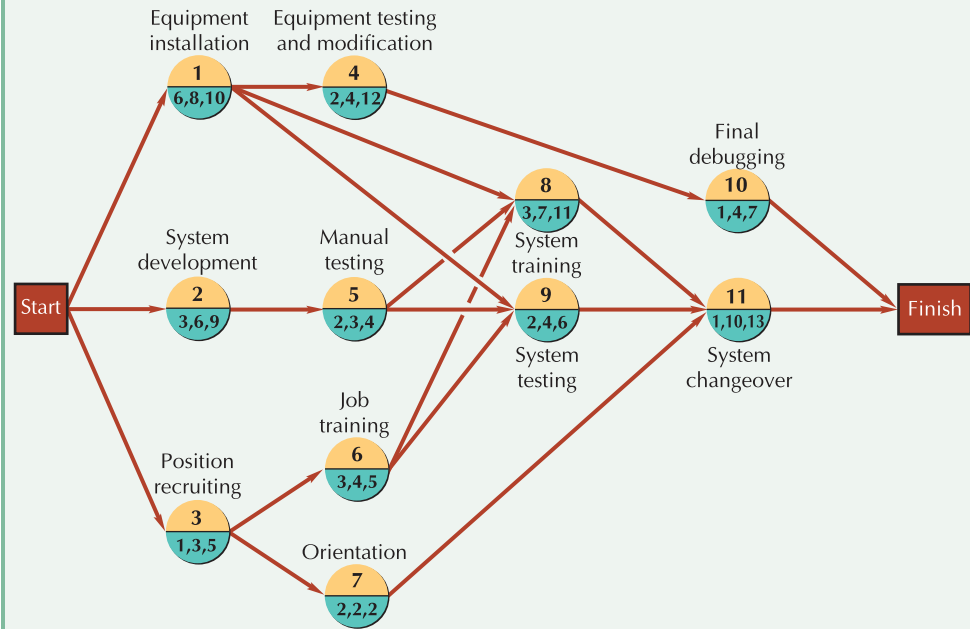 Equipment
installation
1
6,8,10
Equipment testing
and modification
4
2,4,12
Final
debugging
10
1,4,7
8
3,7,11
System
training
System
development
2
3,6,9
Manual
testing
5
2,3,4
Start
9
2,4,6
System
testing
11
1,10,13
System
changeover
Finish
Job
training
6
3,4,5
Position
recruiting
3
1,3,5
Orientation
7
2,2,2